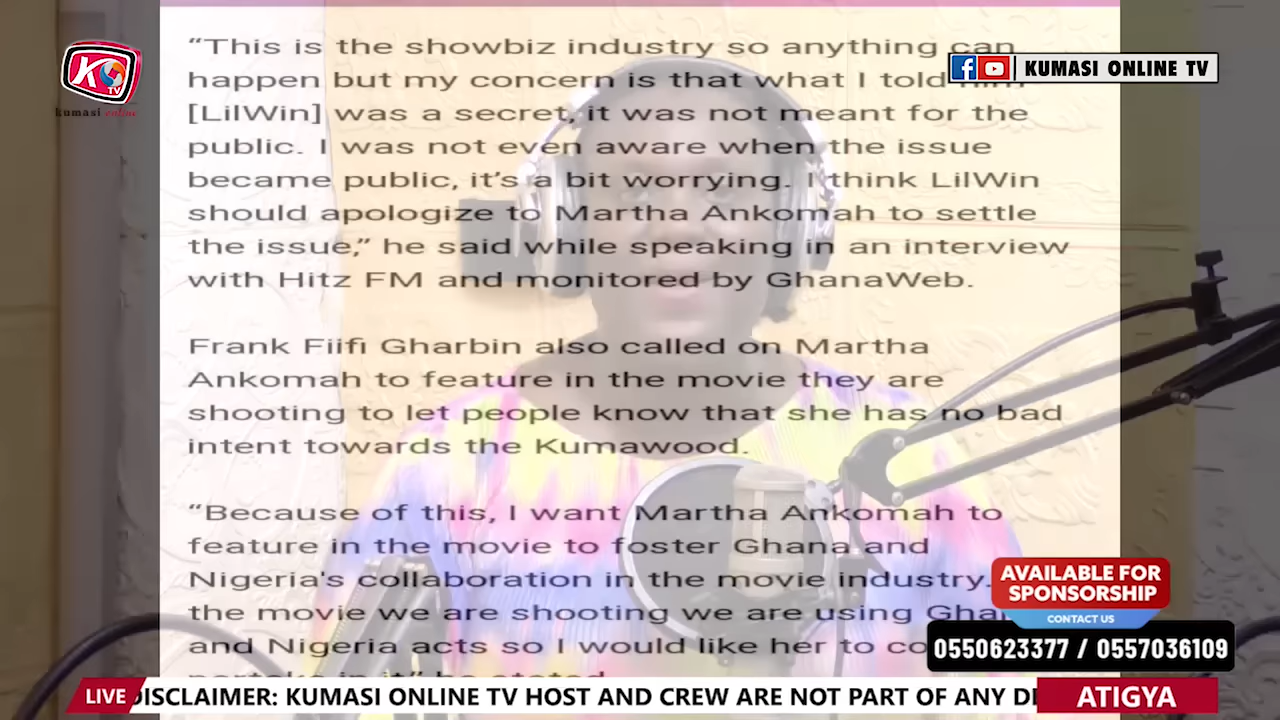 K
TV
kumasi online
KUMASI ONLINE TV
“This is the showbiz industry so anything can
happen but my concern is that what I told him
[LilWin] was a secret, it was not meant for the
public. I was not even aware when the issue
became public, it’s a bit worrying. I think LilWin
should apologize to Martha Ankomah to settle
the issue,” he said while speaking in an interview
with Hitz FM and monitored by GhanaWeb.
Frank Fiifi Gharbin also called on Martha
Ankomah to feature in the movie they are
shooting to let people know that she has no bad
intent towards the Kumawood.
“Because of this, I want Martha Ankomah to
feature in the movie to foster Ghana and
Nigeria's collaboration in the movie industry.
the movie we are shooting we are using
and Nigeria acts so I would like her to
AVAILABLE FOR
SPONSORSHIP
CONTACT US
0550623377 / 0557036109
LIVE DISCLAIMER: KUMASI ONLINE TV HOST AND CREW ARE NOT PART OF ANY
ATIGYA